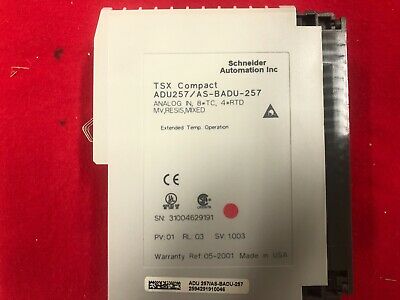 Schneider
Automation Inc
TSX Compact
ADU257/AS-BADU-257
ANALOG IN, 8*TC, 4*RTD
MV,RESIS,MIXED
Extended Temp. Operation
SN: 31004629191
PV:01 RL: 03 SV: 1.003
Warranty Ref:05-2001 Made in USA
ADU 257/AS-BADU-257